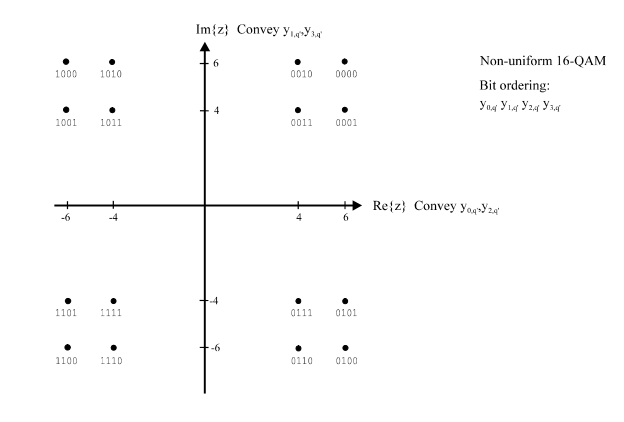 Im{z} Convey y1,q',y3,q'
Non-uniform 16-QAM
Bit ordering:
y0,q' y1,q' y2,q' y3,q'
6
1000 1010 0010 0000
4
1001 1011 0011 0001
Re{z} Convey y0,q',y2,q'
-6 -4 4 6
-4
1101 1111 0111 0101
-6
1100 1110 0110 0100